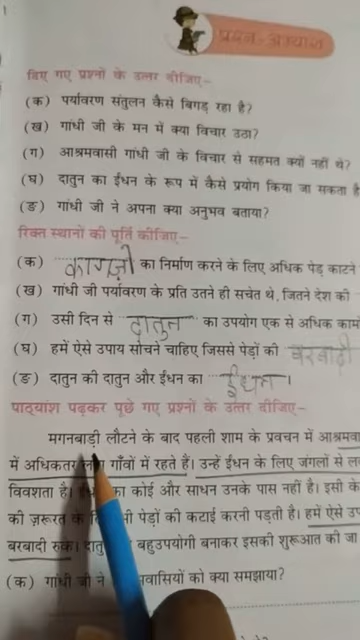 प्रश्न-अभ्यास
दिए गए प्रश्नों के उत्तर दीजिए–
(क) पर्यावरण संतुलन कैसे बिगड़ रहा है?
(ख) गांधी जी के मन में क्या विचार उठा?
(ग) आश्रमवासी गांधी जी के विचार से सहमत क्यों नहीं थे?
(घ) दातुन का ईंधन के रूप में कैसे प्रयोग किया जा सकता है
(ङ) गांधी जी ने अपना क्या अनुभव बताया?
रिक्त स्थानों की पूर्ति कीजिए–
(क) कागज़ो का निर्माण करने के लिए अधिक पेड़ काटने
(ख) गांधी जी पर्यावरण के प्रति उतने ही सचेत थे, जितने देश की
(ग) उसी दिन से दातुन का उपयोग एक से अधिक कामों
(घ) हमें ऐसे उपाय सोचने चाहिए जिससे पेड़ों की बरबादी
(ङ) दातुन की दातुन और ईंधन का ईंधन।
पाठ्यांश पढ़कर पूछे गए प्रश्नों के उत्तर दीजिए–
मगनबाड़ी लौटने के बाद पहली शाम के प्रवचन में आश्रमवा
में अधिकतर गाँवों में रहते हैं। उन्हें ईंधन के लिए जंगलों से ल
विवशता है। का कोई और साधन उनके पास नहीं है। इसी के
की ज़रूरत के भी पेड़ों की कटाई करनी पड़ती है। हमें ऐसे उप
बरबादी रुके। बहुउपयोगी बनाकर इसकी शुरूआत की जा
(क) गांधी जी ने वासियों को क्या समझाया?